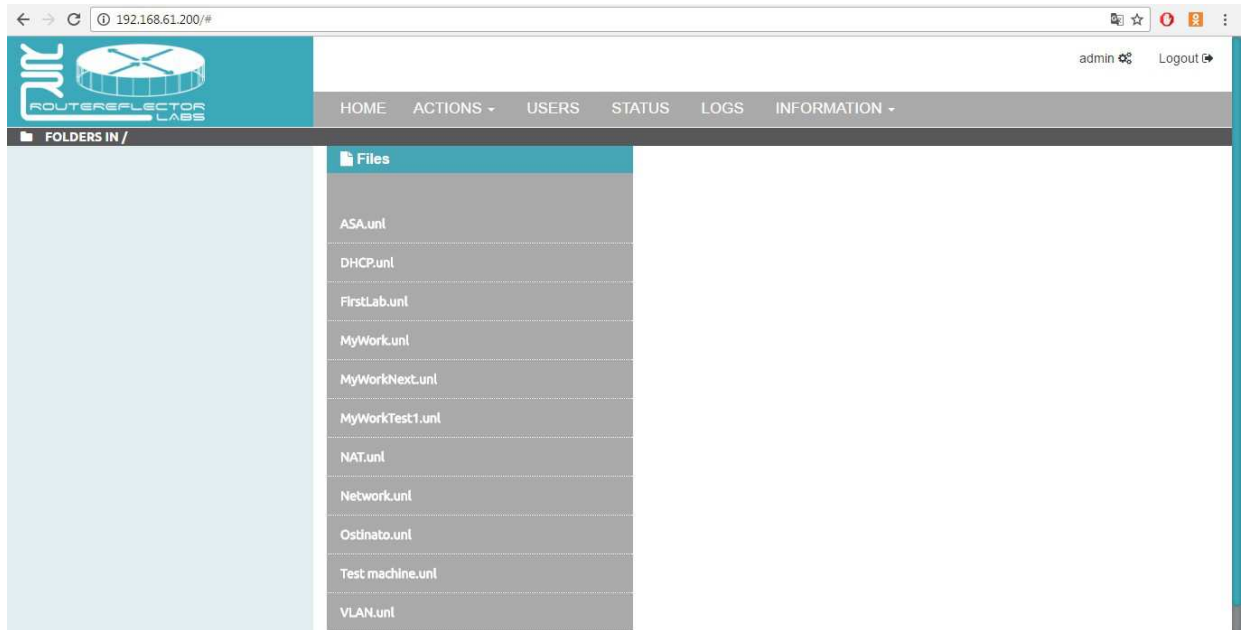 192.168.61.200/#
admin Logout
ROUTEREFLECTOR
LABS
HOME ACTIONS USERS STATUS LOGS INFORMATION
FOLDERS IN /
Files
ASA.unl
DHCP.unl
FirstLab.unl
MyWork.unl
MyWorkNext.unl
MyWorkTest1.unl
NAT.unl
Network.unl
Ostinato.unl
Test machine.unl
VLAN.unl